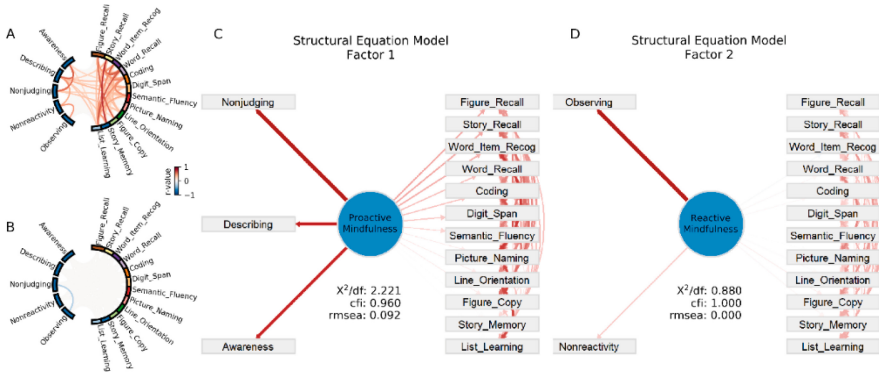 A
Awareness
Describing
Nonjudging
Nonreactivity
Observing
Figure_Recall
Story_Recall
Word_Item_Recog
Word_Recall
Coding
Digit_Span
Semantic_Fluency
Picture_Naming
Line_Orientation
Figure_Copy
Story_Memory
List_Learning
r-value
1
−1
B
Awareness
Describing
Nonjudging
Nonreactivity
Observing
Figure_Recall
Story_Recall
Word_Item_Recog
Word_Recall
Coding
Digit_Span
Semantic_Fluency
Picture_Naming
Line_Orientation
Figure_Copy
Story_Memory
List_Learning
C
Structural Equation Model
Factor 1
Nonjudging
Describing
Awareness
Proactive
Mindfulness
X²/df: 2.221
cfi: 0.960
rmsea: 0.092
Figure_Recall
Story_Recall
Word_Item_Recog
Word_Recall
Coding
Digit_Span
Semantic_Fluency
Picture_Naming
Line_Orientation
Figure_Copy
Story_Memory
List_Learning
D
Structural Equation Model
Factor 2
Observing
Nonreactivity
Reactive
Mindfulness
X²/df: 0.880
cfi: 1.000
rmsea: 0.000
Figure_Recall
Story_Recall
Word_Item_Recog
Word_Recall
Coding
Digit_Span
Semantic_Fluency
Picture_Naming
Line_Orientation
Figure_Copy
Story_Memory
List_Learning